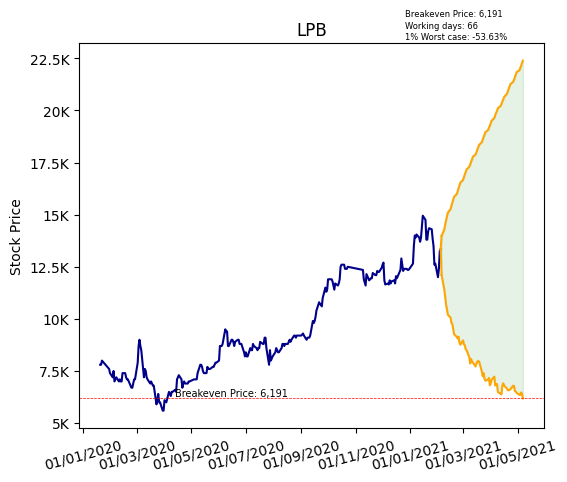 Breakeven Price: 6,191
Working days: 66
1% Worst case: -53.63%
LPB
Stock Price
22.5K
20K
17.5K
15K
12.5K
10K
7.5K
5K
Breakeven Price: 6,191
01/01/2020
01/03/2020
01/05/2020
01/07/2020
01/09/2020
01/11/2020
01/01/2021
01/03/2021
01/05/2021